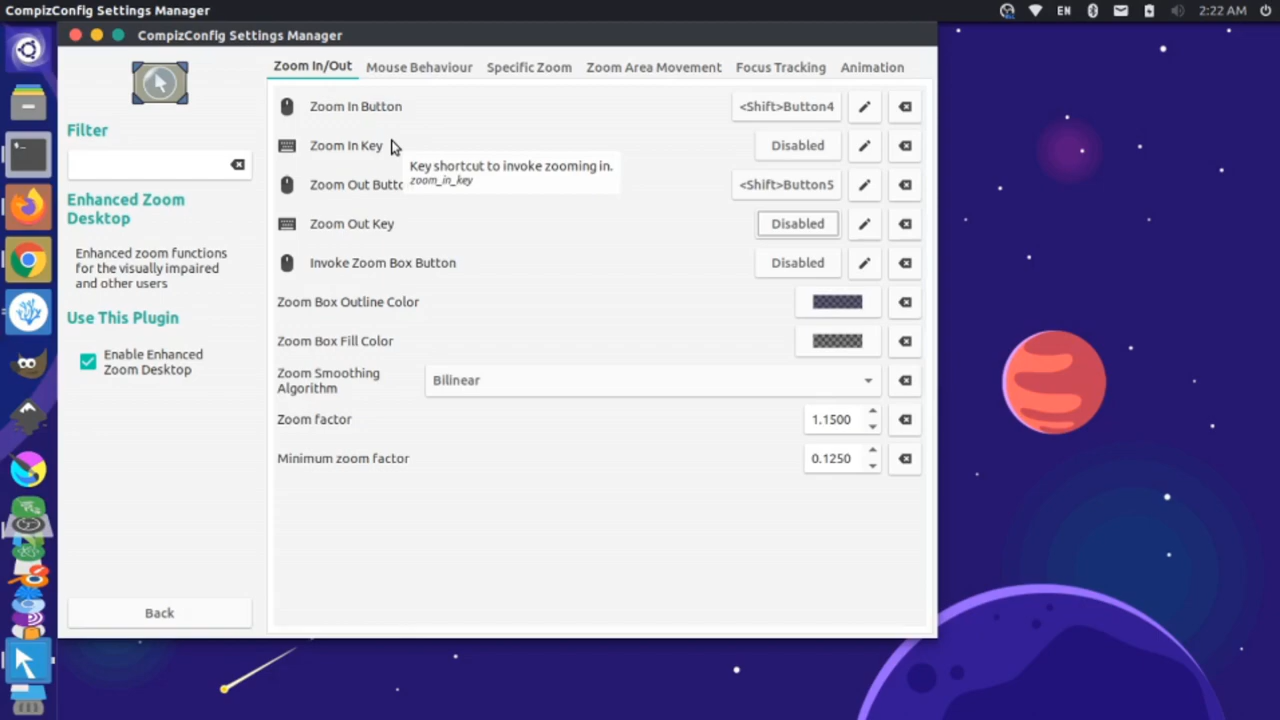 CompizConfig Settings Manager
EN
2:22 AM
CompizConfig Settings Manager
Zoom In/Out
Mouse Behaviour
Specific Zoom
Zoom Area Movement
Focus Tracking
Animation
Filter
Enhanced Zoom
Desktop
Enhanced zoom functions
for the visually impaired
and other users
Use This Plugin
Enable Enhanced
Zoom Desktop
Back
Zoom In Button
<Shift>Button4
Zoom In Key
Disabled
Key shortcut to invoke zooming in.
zoom_in_key
Zoom Out Butto
<Shift>Button5
Zoom Out Key
Disabled
Invoke Zoom Box Button
Disabled
Zoom Box Outline Color
Zoom Box Fill Color
Zoom Smoothing
Algorithm
Bilinear
Zoom factor
1.1500
Minimum zoom factor
0.1250